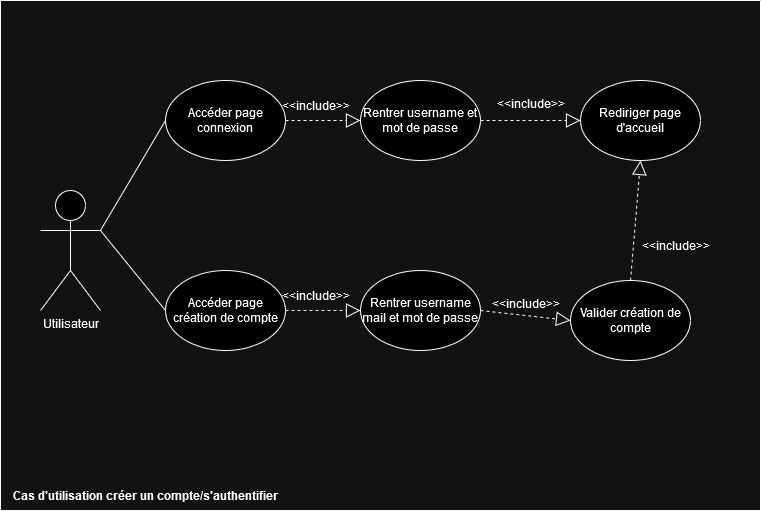 Accéder page
connexion
<<include>>
Rentrer username et
mot de passe
<<include>>
Rediriger page
d'accueil
<<include>>
Utilisateur
Accéder page
création de compte
<<include>>
Rentrer username
mail et mot de passe
<<include>>
Valider création de
compte
Cas d'utilisation créer un compte/s'authentifier